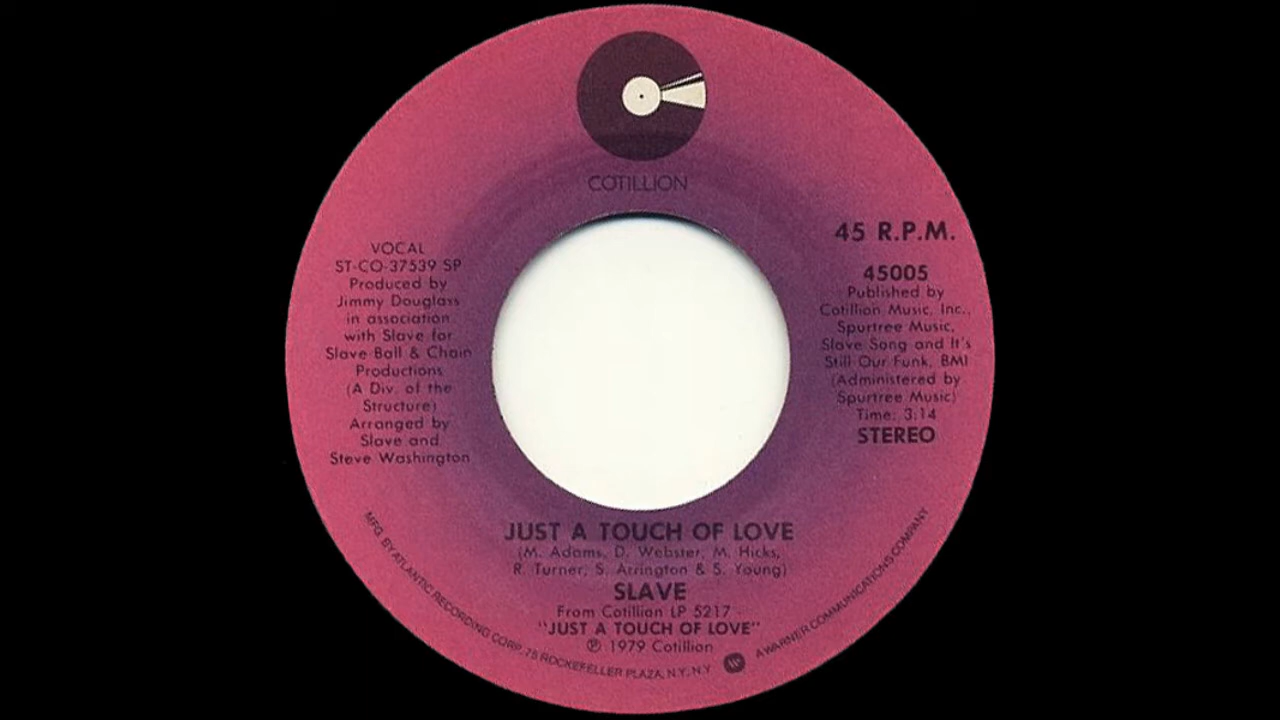 COTILLION
VOCAL
ST-CO-37539 SP
Produced by
Jimmy Douglass
in association
with Slave for
Slave Ball & Chain
Productions
(A Div. of the
Structure)
Arranged by
Slave and
Steve Washington
45 R.P.M.
45005
Published by
Cotillion Music, Inc.,
Spurtree Music,
Slave Song and It's
Still Our Funk, BMI
(Administered by
Spurtree Music)
Time: 3:14
STEREO
JUST A TOUCH OF LOVE
(M. Adams, D. Webster, M. Hicks,
R. Turner, S. Arrington & S. Young)
SLAVE
From Cotillion LP 5217
"JUST A TOUCH OF LOVE"
℗ 1979 Cotillion
MFG. BY ATLANTIC RECORDING CORP., 75 ROCKEFELLER PLAZA, N.Y., N.Y. W A WARNER COMMUNICATIONS COMPANY